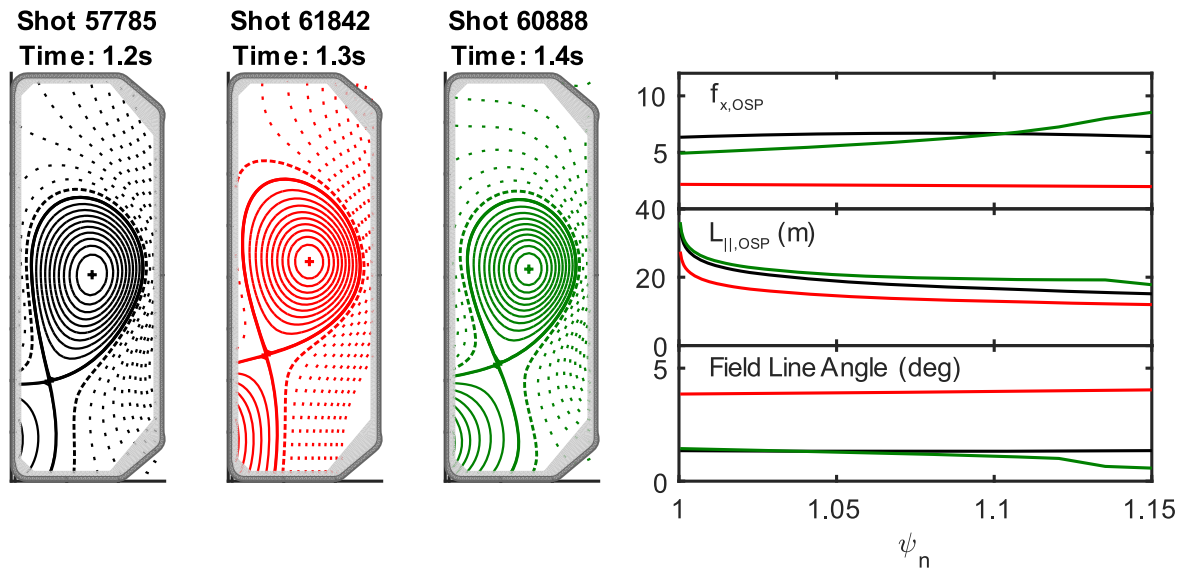 Shot 57785
Time: 1.2s
Shot 61842
Time: 1.3s
Shot 60888
Time: 1.4s
10
f_x,OSP
5
40
L_||,OSP (m)
20
0
5
Field Line Angle (deg)
0
1
1.05
1.1
1.15
ψ_n